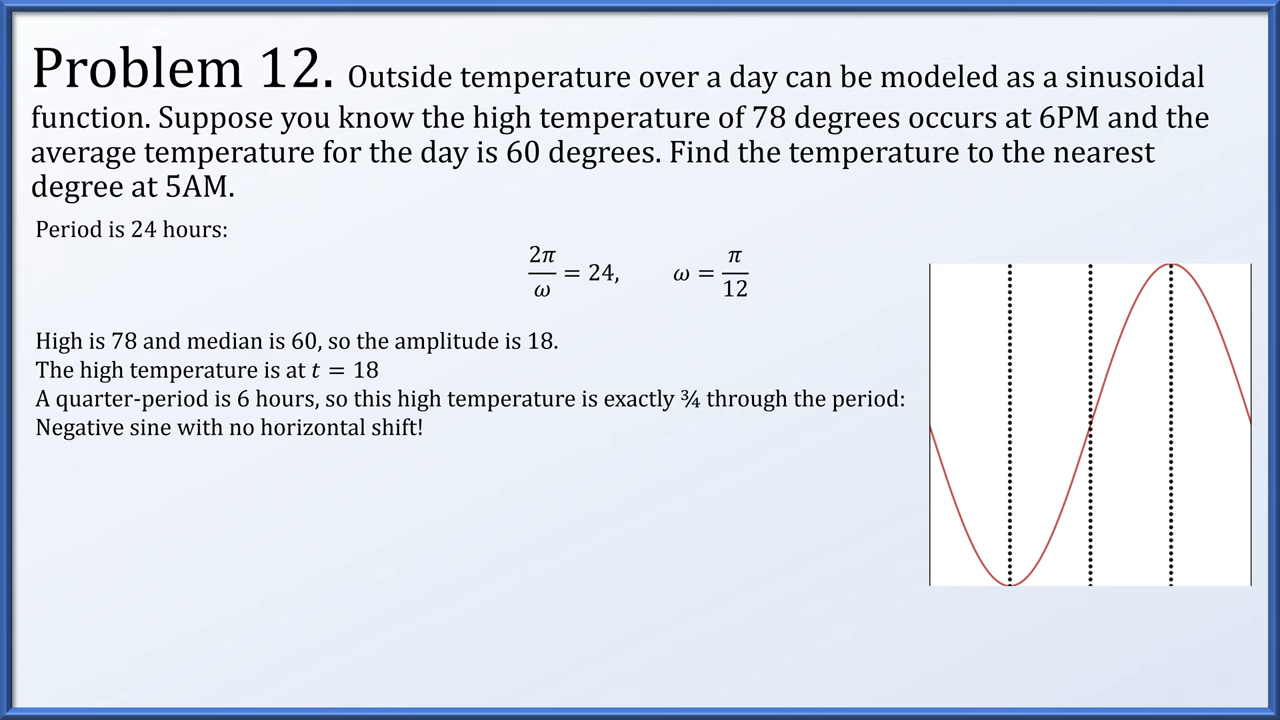 Problem 12. Outside temperature over a day can be modeled as a sinusoidal
function. Suppose you know the high temperature of 78 degrees occurs at 6PM and the
average temperature for the day is 60 degrees. Find the temperature to the nearest
degree at 5AM.
Period is 24 hours:
2π/ω = 24, ω = π/12
High is 78 and median is 60, so the amplitude is 18.
The high temperature is at t = 18
A quarter-period is 6 hours, so this high temperature is exactly ¾ through the period:
Negative sine with no horizontal shift!